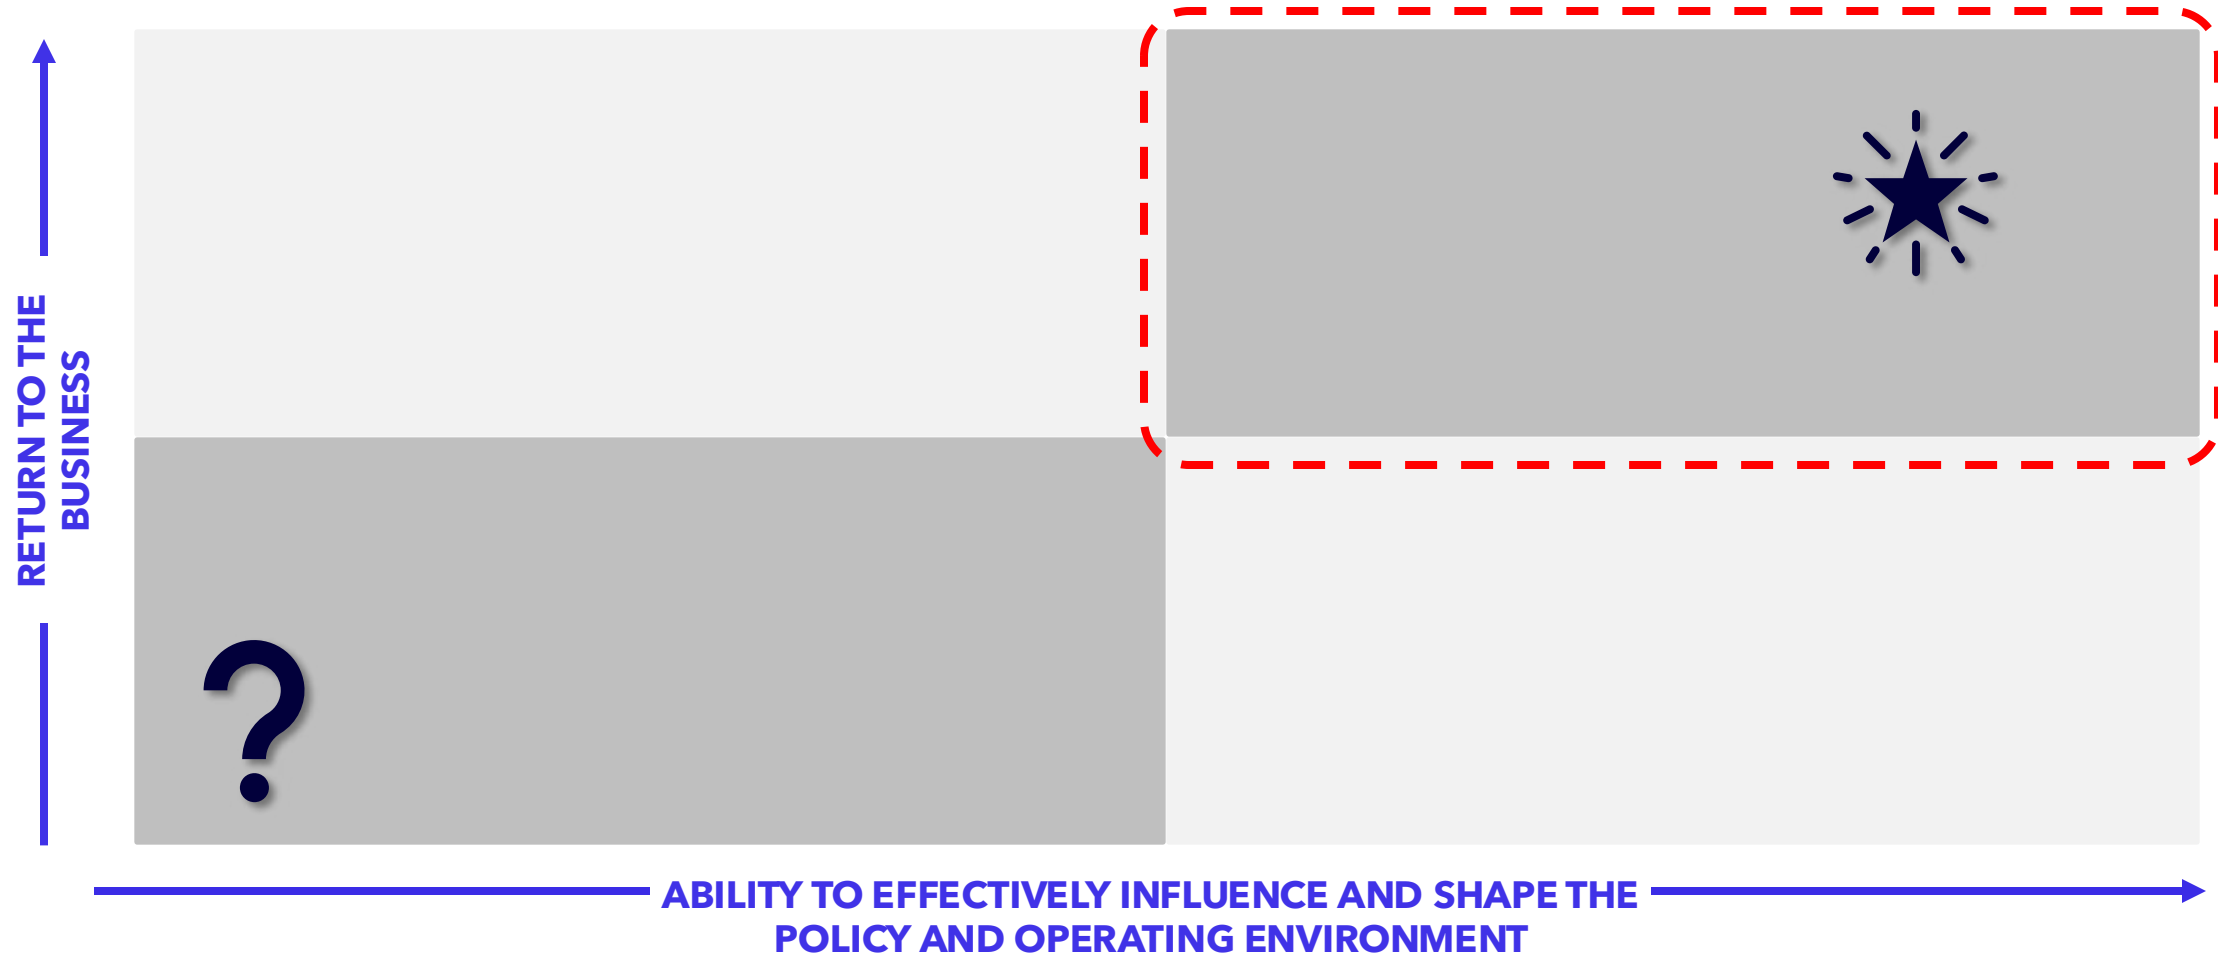 RETURN TO THE
BUSINESS
?
ABILITY TO EFFECTIVELY INFLUENCE AND SHAPE THE
POLICY AND OPERATING ENVIRONMENT